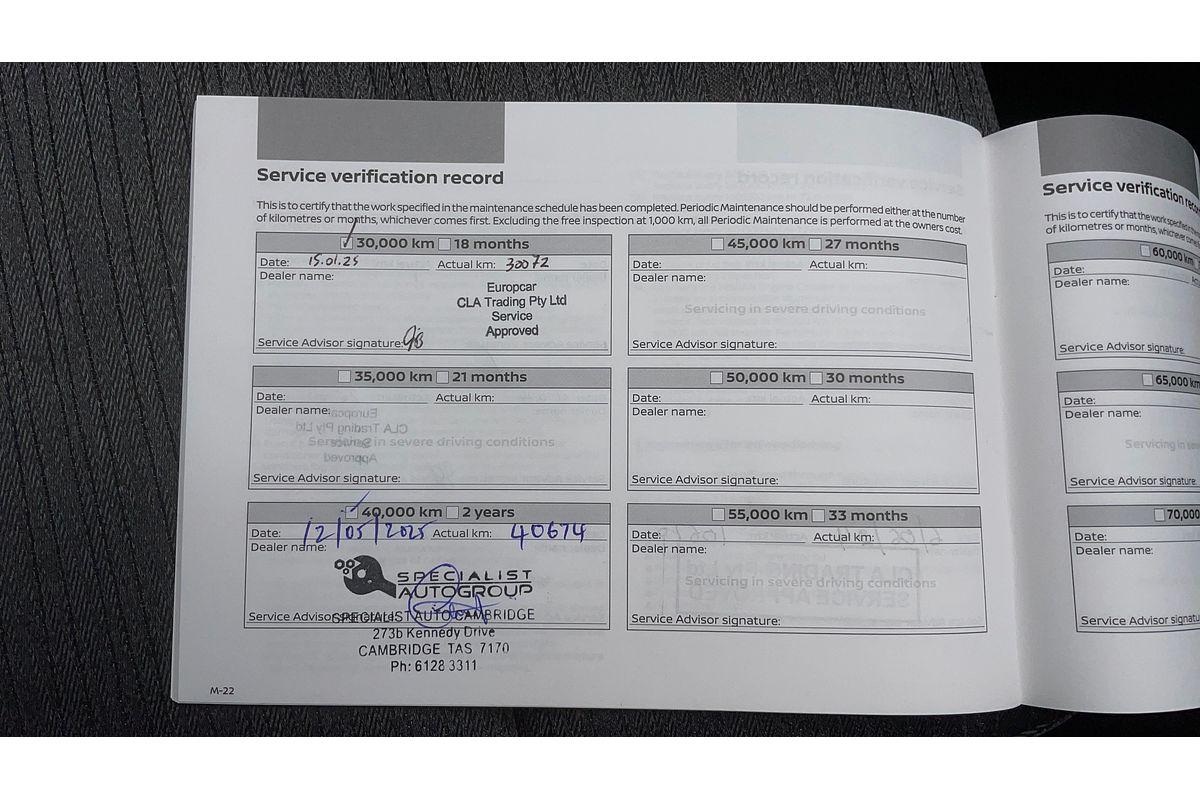 Service verification record
This is to certify that the work specified in the maintenance schedule has been completed. Periodic Maintenance should be performed either at the number
of kilometres or months, whichever comes first. Excluding the free inspection at 1,000 km, all Periodic Maintenance is performed at the owners cost.
30,000 km 18 months
Date: 15.01.25 Actual km: 30072
Dealer name:
Europcar
CLA Trading Pty Ltd
Service
Approved
Service Advisor signature:
35,000 km 21 months
Date: Actual km:
Dealer name:
Servicing in severe driving conditions
Service Advisor signature:
40,000 km 2 years
Date: 12/05/2025 Actual km: 40674
Dealer name:
SPECIALIST
AUTOGROUP
Service Advisor signature:
SPECIALIST AUTO CAMBRIDGE
273b Kennedy Drive
CAMBRIDGE TAS 7170
Ph: 6128 3311
M-22
45,000 km 27 months
Date: Actual km:
Dealer name:
Servicing in severe driving conditions
Service Advisor signature:
50,000 km 30 months
Date: Actual km:
Dealer name:
Service Advisor signature:
55,000 km 33 months
Date: Actual km:
Dealer name:
Servicing in severe driving conditions
Service Advisor signature:
Service verification
This is to certify that the work specified in
of kilometres or months, whichever
60,000 km
Date:
Dealer name:
Service Advisor signature:
65,000 km
Date:
Dealer name:
Servicing in
Service Advisor signature:
70,000
Date:
Dealer name:
Service Advisor